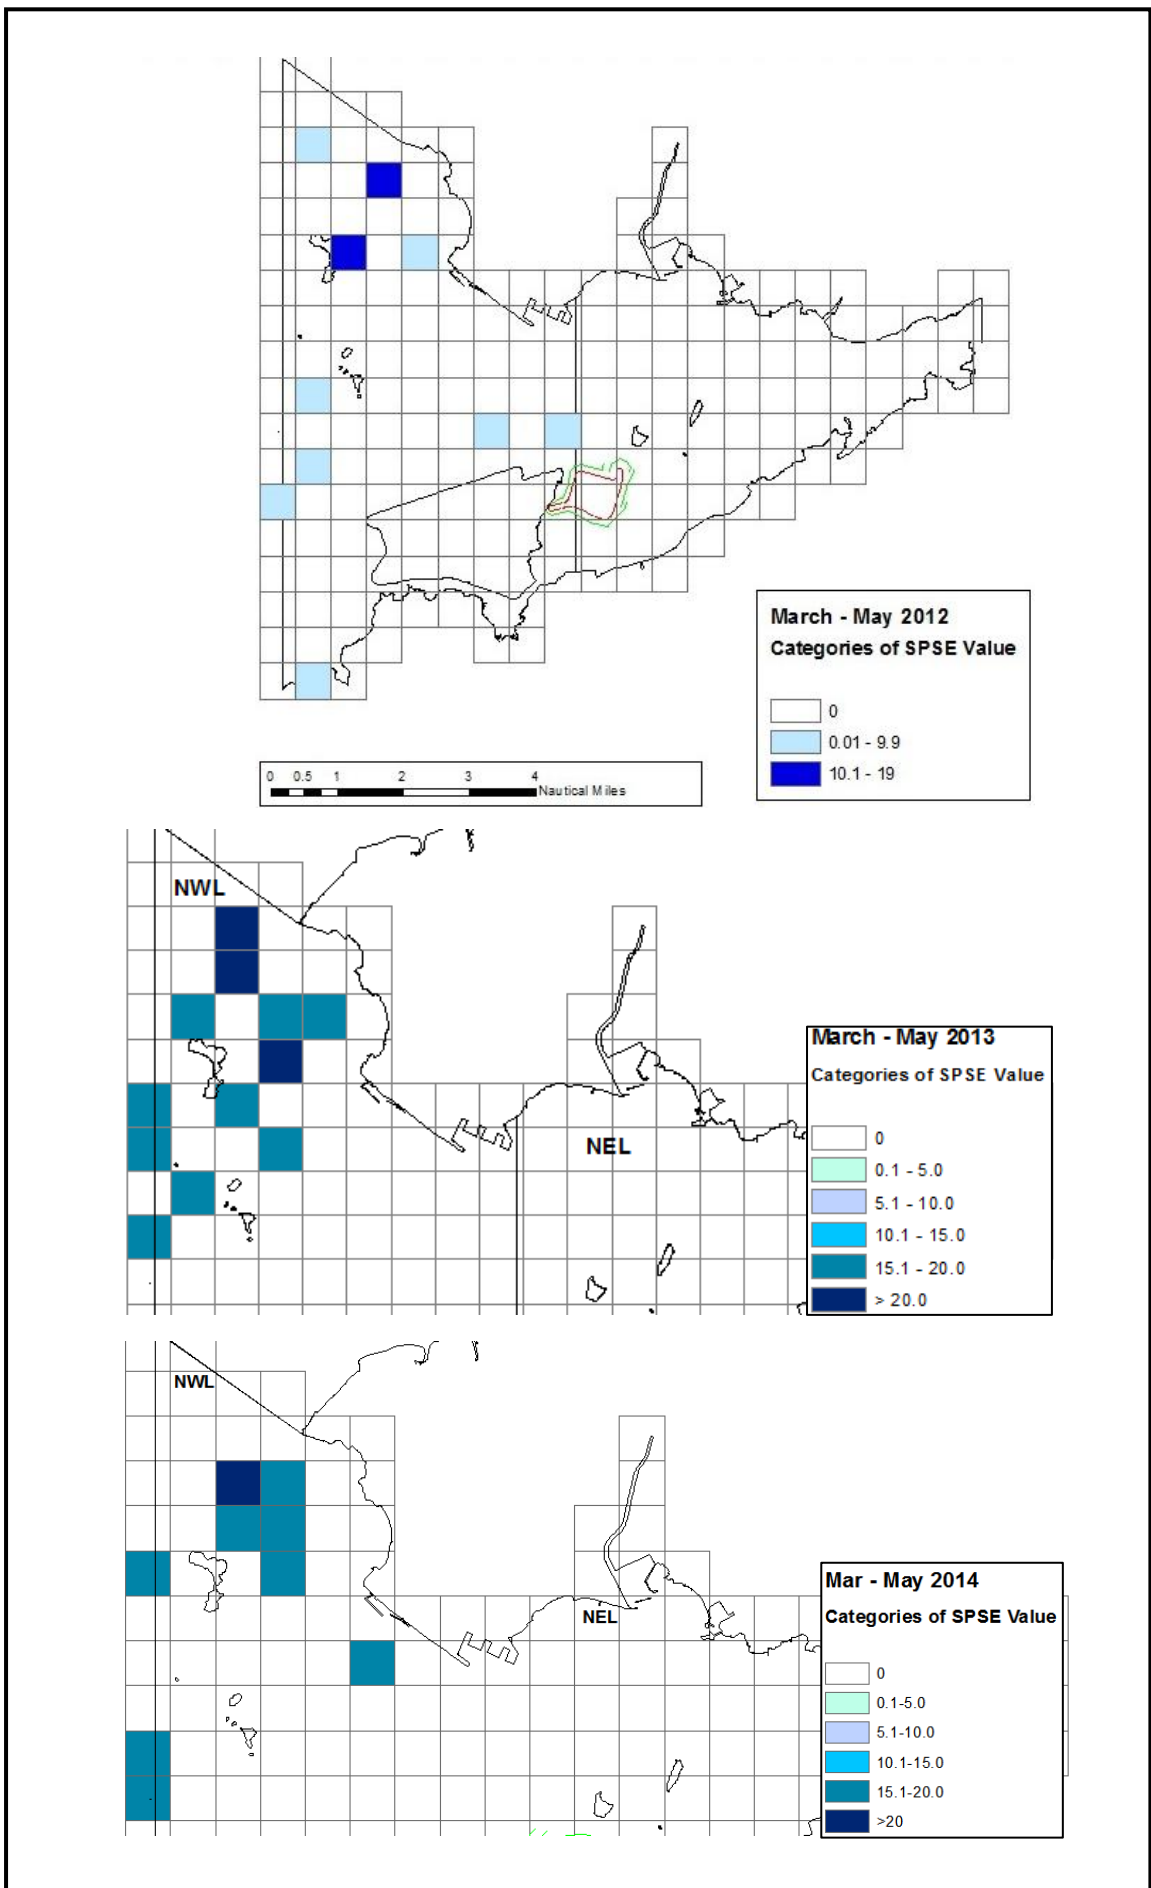 March - May 2012
Categories of SPSE Value
0
0.01 - 9.9
10.1 - 19
0 0.5 1 2 3 4
Nautical Miles
NWL
NEL
March - May 2013
Categories of SPSE Value
0
0.1 - 5.0
5.1 - 10.0
10.1 - 15.0
15.1 - 20.0
> 20.0
NWL
NEL
Mar - May 2014
Categories of SPSE Value
0
0.1-5.0
5.1-10.0
10.1-15.0
15.1-20.0
>20